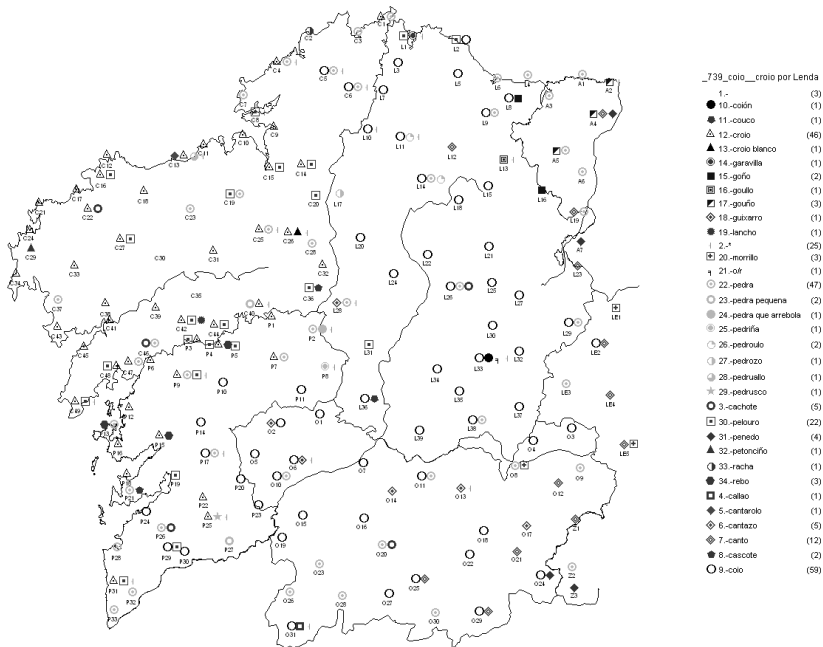 _739_coio__croio por Lenda
1.- (3)
10.-coión (1)
11.-couco (1)
12.-croio (46)
13.-croio blanco (1)
14.-garavilla (1)
15.-goño (2)
16.-goullo (1)
17.-gouño (3)
18.-guixarro (1)
19.-lancho (1)
2.-* (25)
20.-morrillo (3)
21.-o/r (1)
22.-pedra (47)
23.-pedra pequena (2)
24.-pedra que arrebola (1)
25.-pedriña (1)
26.-pedroulo (2)
27.-pedrozo (1)
28.-pedruallo (1)
29.-pedrusco (1)
3.-cachote (5)
30.-pelouro (22)
31.-penedo (4)
32.-petonciño (1)
33.-racha (1)
34.-rebo (3)
4.-callao (1)
5.-cantarolo (1)
6.-cantazo (5)
7.-canto (12)
8.-cascote (2)
9.-coio (59)
C1
C2
C3
L1
L2
C4
C5
L3
L5
L6
L4
A1
A2
C6
L7
C7
A3
L8
C8
L9
A4
C9
L10
C10
L11
C11
L12
A5
C12
C13
L13
C15
C14
A6
C16
L14
L15
C17
C18
C19
C20
L17
L18
L16
C21
C22
C23
L19
C24
C25
C26
A7
C27
C28
L20
L21
C29
C30
C31
L22
C32
L23
C33
C34
L24
C35
C36
L26
L25
L27
C37
C39
C40
L28
LE1
C41
C42
C44
P1
L29
C43
P2
L30
C45
C46
P3
P4
P5
L31
LE2
C47
P6
P7
L33
L32
C48
P8
L34
P9
P10
LE3
P11
L35
C49
L36
LE4
P12
L37
O1
P14
O2
L38
P15
L39
O3
P16
O4
LE5
P17
O5
O6
O7
O8
O9
P19
P20
O10
O11
P21
O14
O13
O12
P22
P23
P24
P25
O15
O16
Z1
P26
O17
O18
P27
O19
P28
P29
P30
O20
O21
O22
O23
Z2
P31
O25
O24
P32
O26
O27
Z3
O28
P33
O30
O29
O31